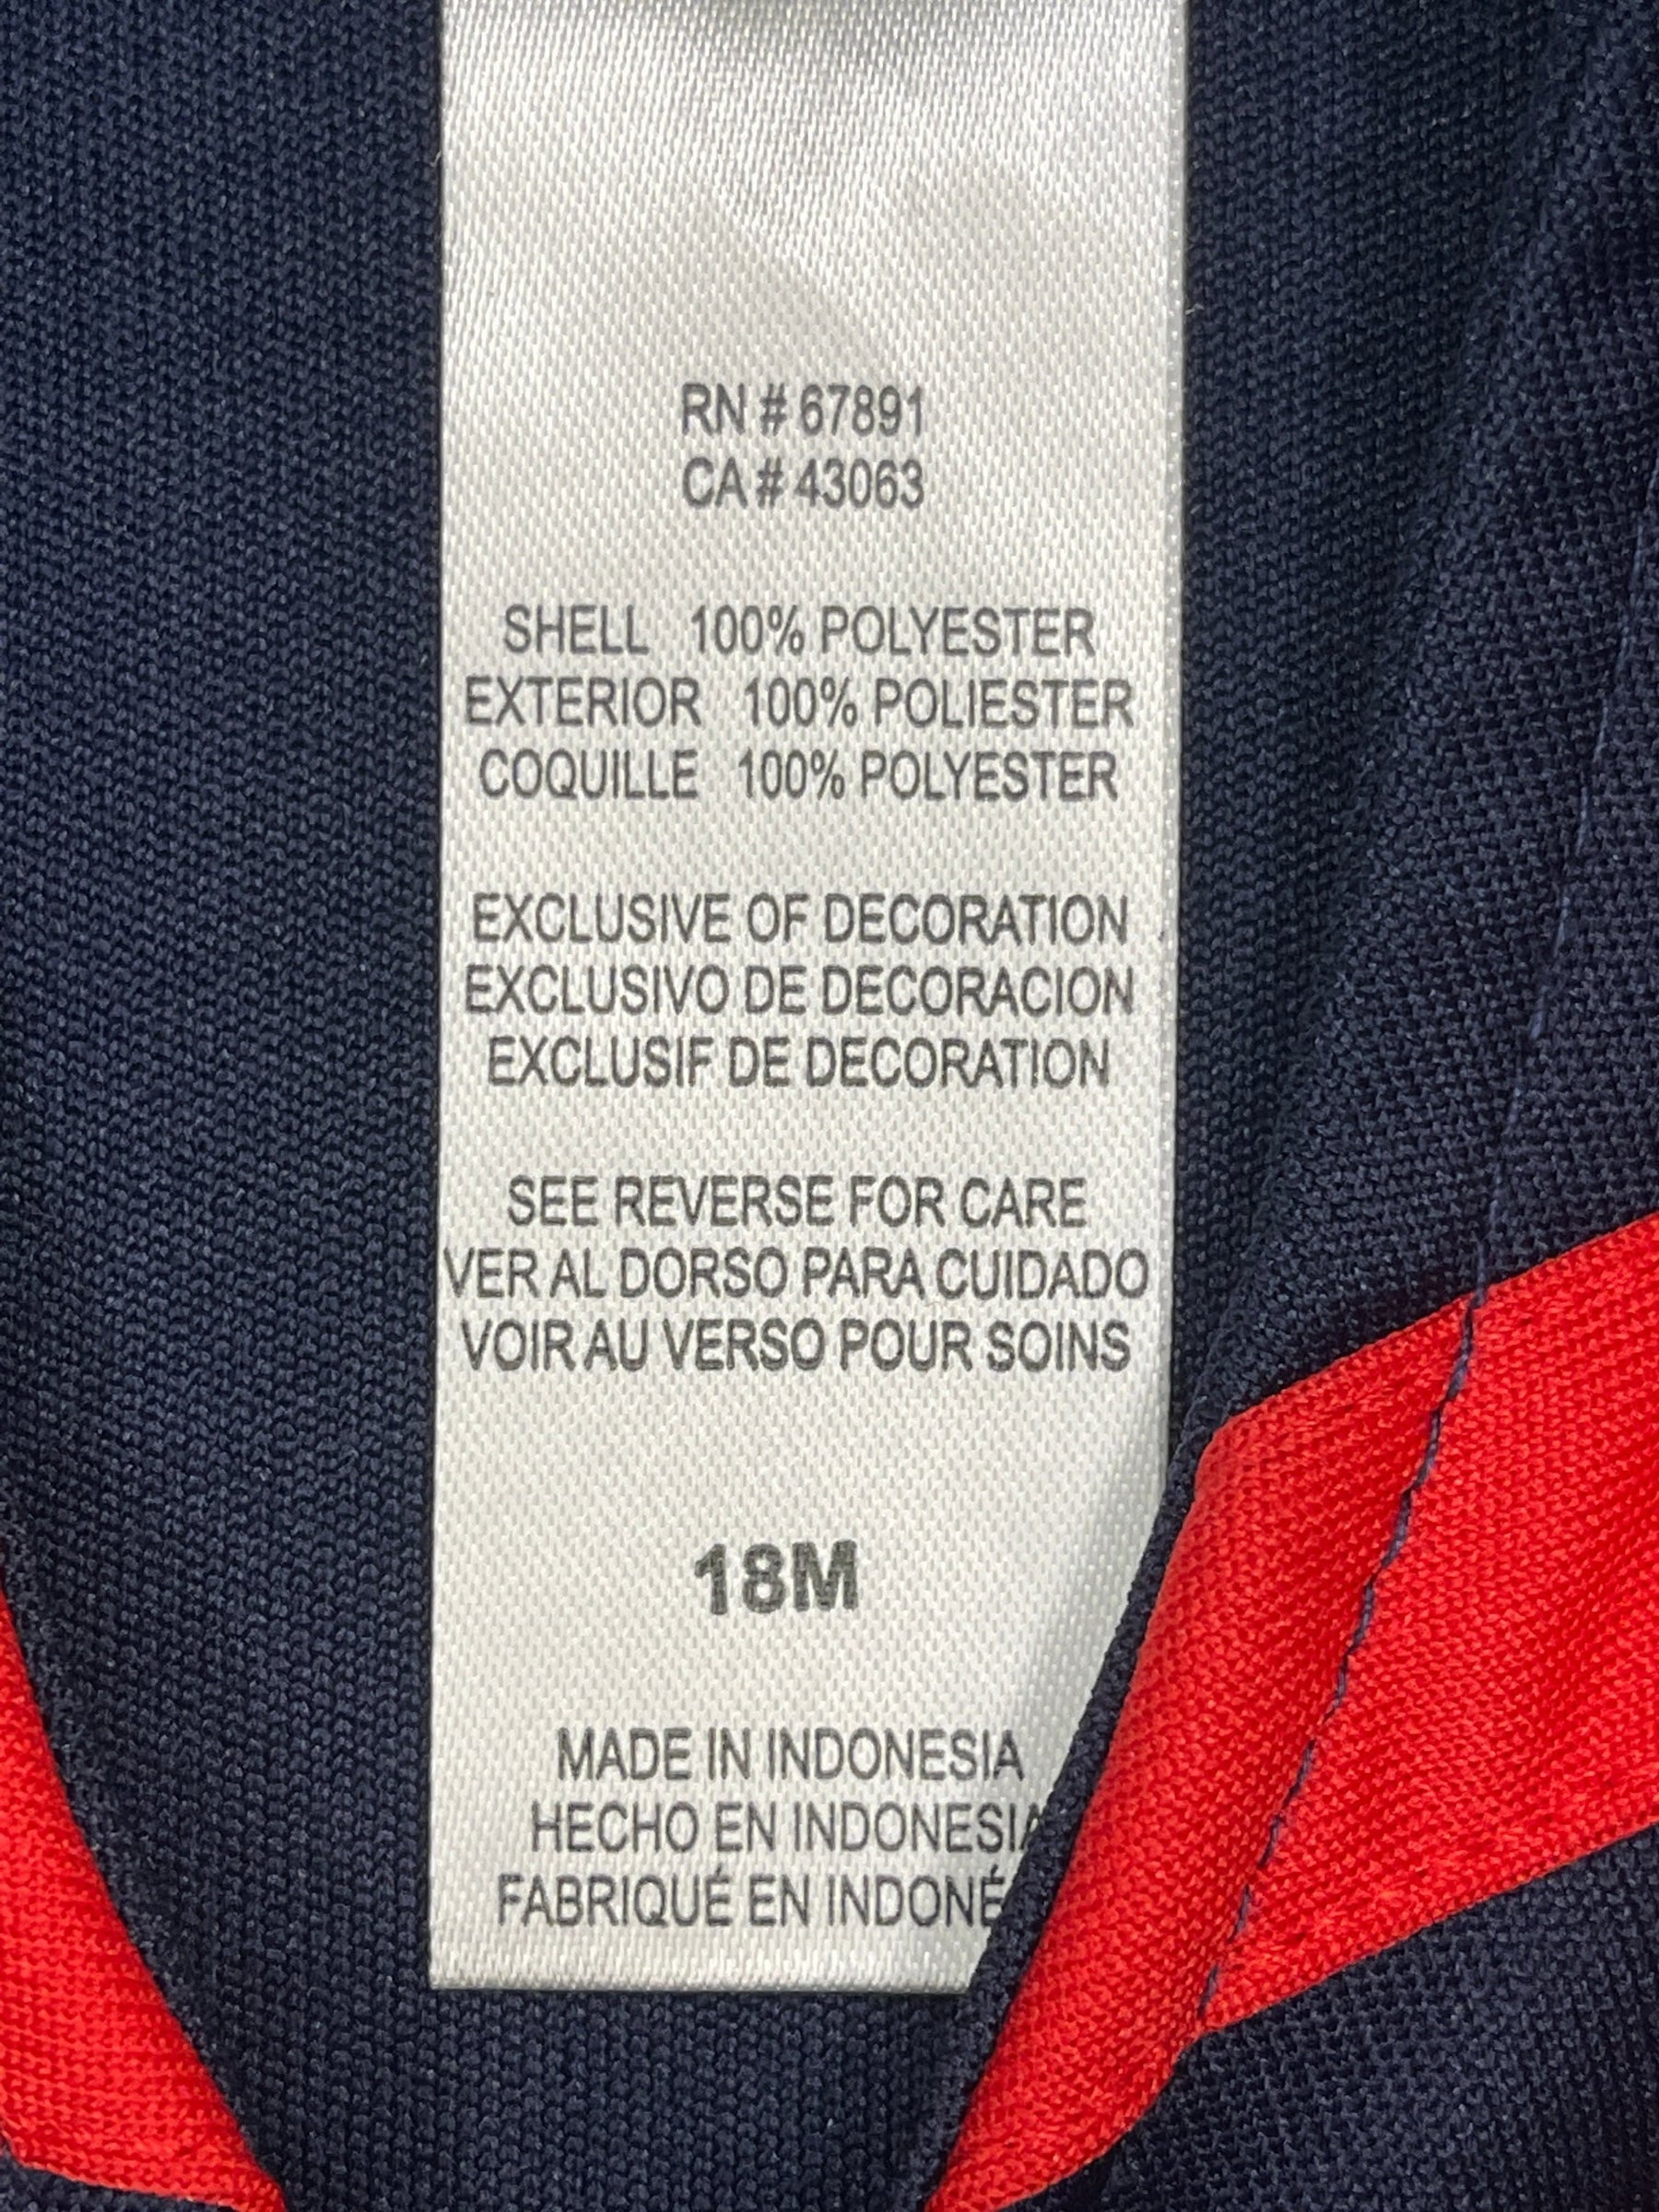 RN # 67891
CA # 43063
SHELL 100% POLYESTER
EXTERIOR 100% POLIESTER
COQUILLE 100% POLYESTER
EXCLUSIVE OF DECORATION
EXCLUSIVO DE DECORACION
EXCLUSIF DE DECORATION
SEE REVERSE FOR CARE
VER AL DORSO PARA CUIDADO
VOIR AU VERSO POUR SOINS
18M
MADE IN INDONESIA
HECHO EN INDONESIA
FABRIQUÉ EN INDONÉ